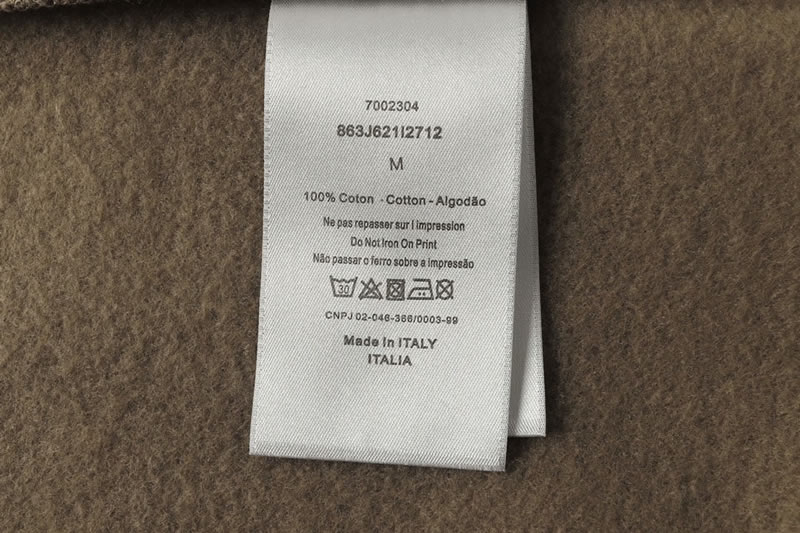 7002304
863J621I2712
M
100% Coton - Cotton - Algodão
Ne pas repasser sur l impression
Do Not Iron On Print
Não passar o ferro sobre a impressão
30
CNPJ 02-046-366/0003-99
Made In ITALY
ITALIA